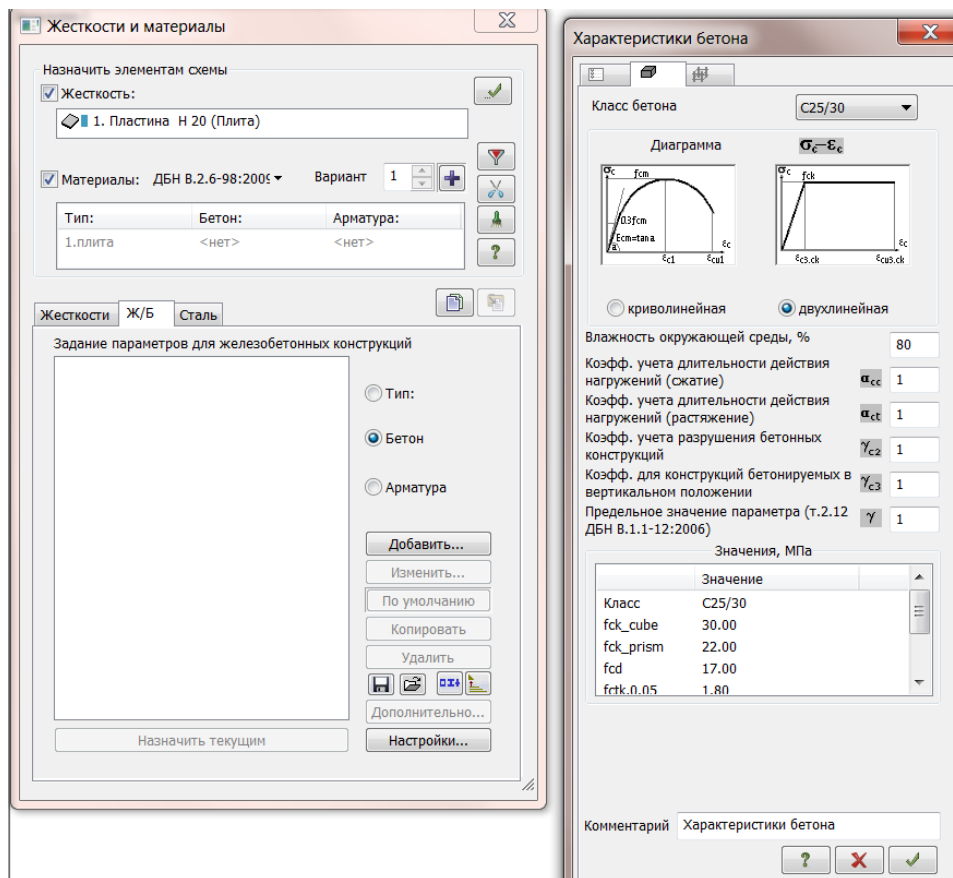 Жесткости и материалы
Назначить элементам схемы
Жесткость:
1. Пластина Н 20 (Плита)
Материалы: ДБН В.2.6-98:2009 Вариант 1
Тип: Бетон: Арматура:
1.плита <нет> <нет>
?
Жесткости Ж/Б Сталь
Задание параметров для железобетонных конструкций
Тип:
Бетон
Арматура
Добавить...
Изменить...
По умолчанию
Копировать
Удалить
Дополнительно...
Назначить текущим Настройки...
Характеристики бетона
Класс бетона C25/30
Диаграмма σc–εc
σc fcm
0.3fcm
Ecm=tan a
a
εc
εc1 εcu1
σc fck
εc
εc3.ck εcu3.ck
криволинейная двухлинейная
Влажность окружающей среды, % 80
Коэфф. учета длительности действия
нагружений (сжатие) αcc 1
Коэфф. учета длительности действия
нагружений (растяжение) αct 1
Коэфф. учета разрушения бетонных
конструкций γc2 1
Коэфф. для конструкций бетонируемых в
вертикальном положении γc3 1
Предельное значение параметра (т.2.12
ДБН В.1.1-12:2006) γ 1
Значения, МПа
Значение
Класс C25/30
fck_cube 30.00
fck_prism 22.00
fcd 17.00
fctk,0.05 1.80
Комментарий Характеристики бетона
?